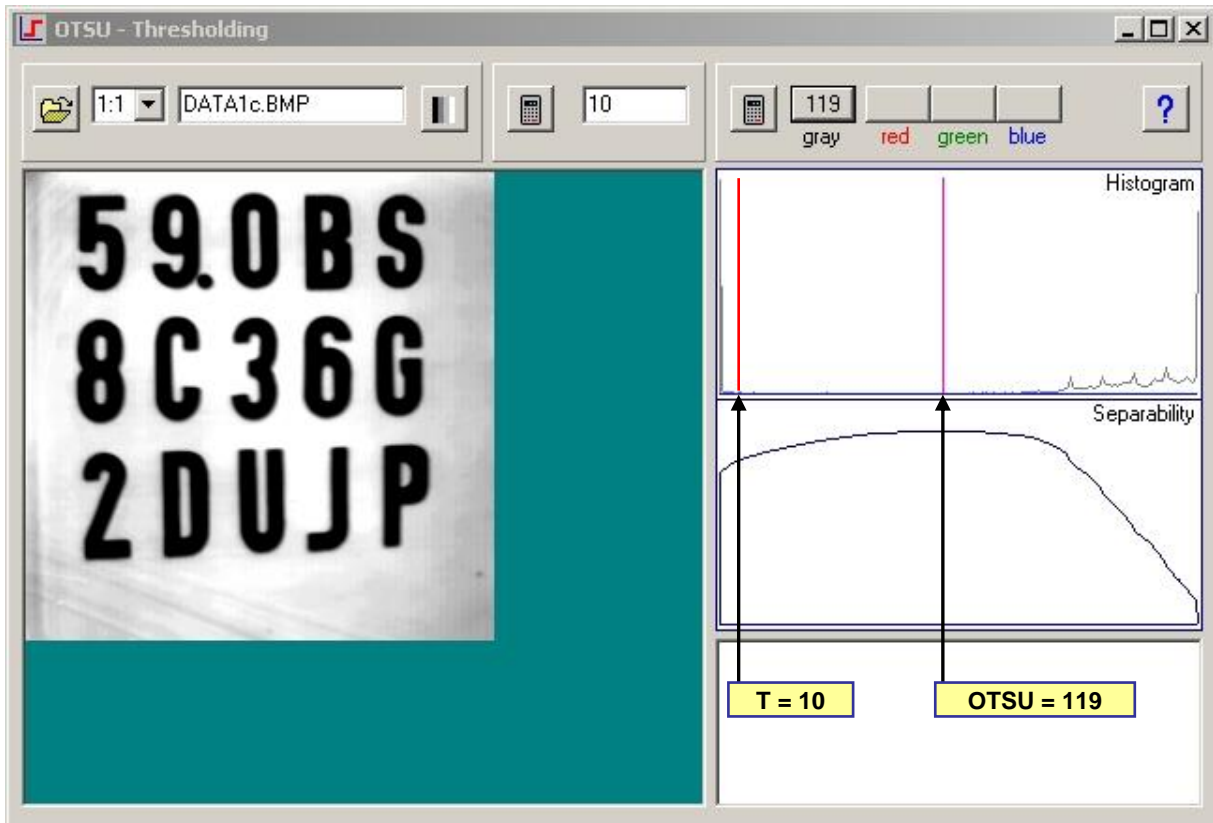 OTSU - Thresholding
1:1 DATA1c.BMP 10 119 ?
gray red green blue
Histogram
59.0BS
8C36G
2DUJP
Separability
T = 10 OTSU = 119